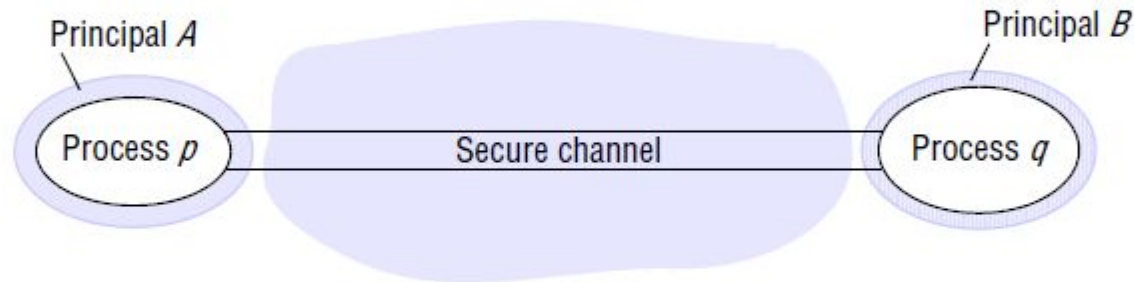 Principal A
Principal B
Process p
Secure channel
Process q